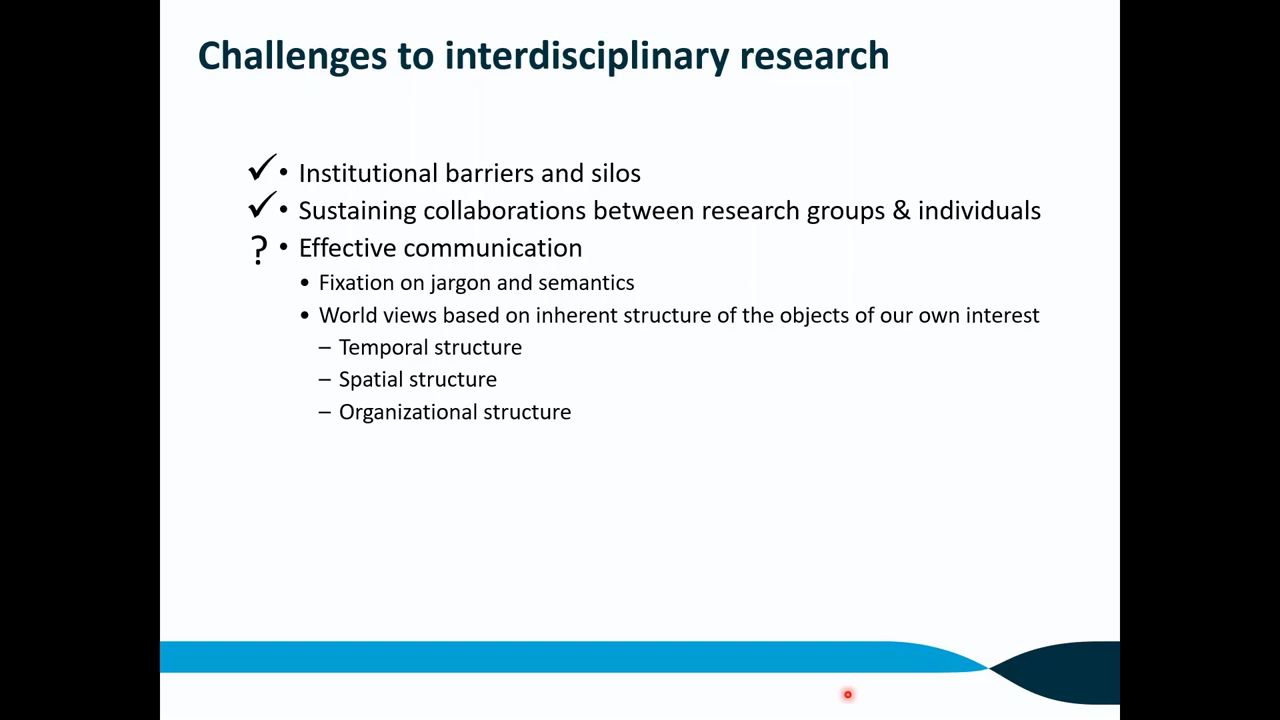 Challenges to interdisciplinary research
✓ • Institutional barriers and silos
✓ • Sustaining collaborations between research groups & individuals
? • Effective communication
• Fixation on jargon and semantics
• World views based on inherent structure of the objects of our own interest
– Temporal structure
– Spatial structure
– Organizational structure